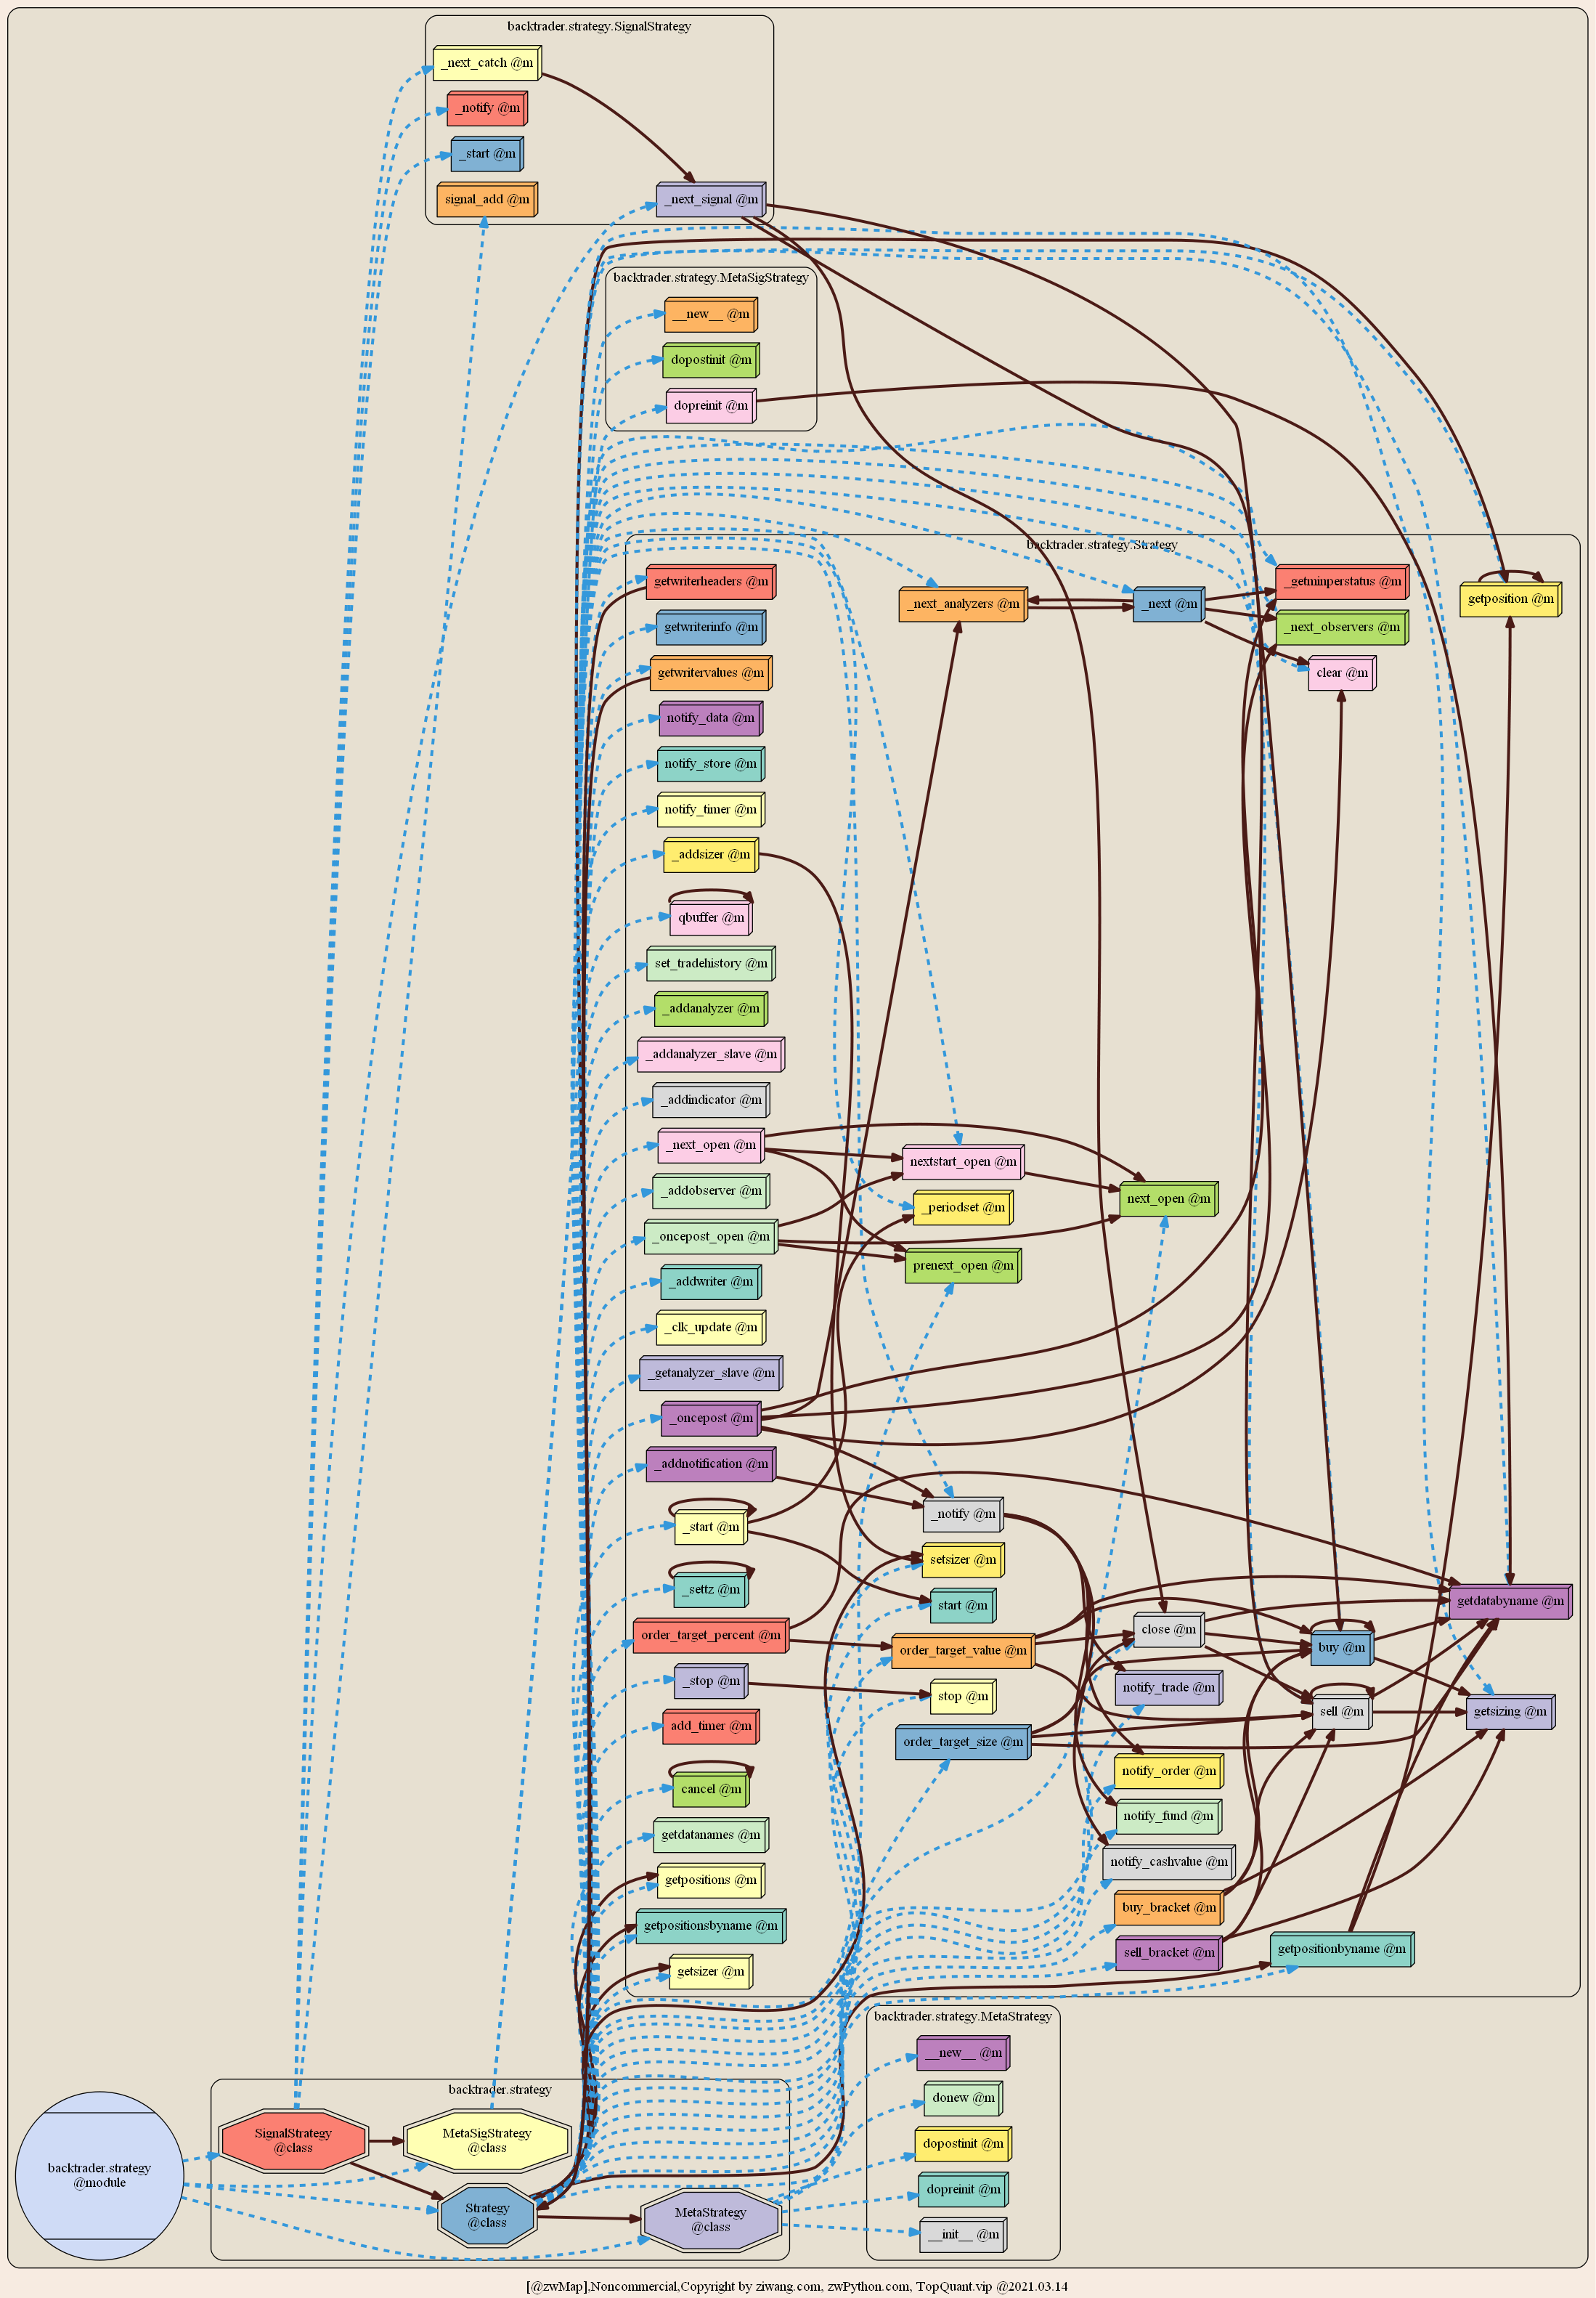 backtrader.strategy.SignalStrategy
_next_catch @m
_notify @m
_start @m
signal_add @m
_next_signal @m
backtrader.strategy.MetaSigStrategy
__new__ @m
dopostinit @m
dopreinit @m
backtrader.strategy.Strategy
getwriterheaders @m
_next_analyzers @m
_next @m
_getminperstatus @m
getposition @m
getwriterinfo @m
_next_observers @m
getwritervalues @m
clear @m
notify_data @m
notify_store @m
notify_timer @m
_addsizer @m
qbuffer @m
set_tradehistory @m
_addanalyzer @m
_addanalyzer_slave @m
_addindicator @m
_next_open @m
nextstart_open @m
_addobserver @m
_periodset @m
next_open @m
_oncepost_open @m
prenext_open @m
_addwriter @m
_clk_update @m
_getanalyzer_slave @m
_oncepost @m
_addnotification @m
_start @m
_notify @m
setsizer @m
_settz @m
start @m
getdatabyname @m
order_target_percent @m
order_target_value @m
close @m
buy @m
_stop @m
stop @m
notify_trade @m
sell @m
getsizing @m
add_timer @m
order_target_size @m
notify_order @m
cancel @m
notify_fund @m
getdatanames @m
notify_cashvalue @m
getpositions @m
buy_bracket @m
getpositionsbyname @m
sell_bracket @m
getpositionbyname @m
getsizer @m
backtrader.strategy.MetaStrategy
__new__ @m
donew @m
dopostinit @m
dopreinit @m
__init__ @m
backtrader.strategy
SignalStrategy
@class
MetaSigStrategy
@class
Strategy
@class
MetaStrategy
@class
backtrader.strategy
@module
[@zwMap],Noncommercial,Copyright by ziwang.com, zwPython.com, TopQuant.vip @2021.03.14